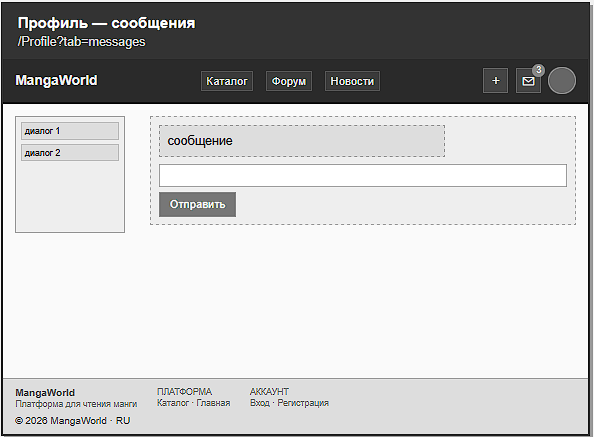 Профиль — сообщения
/Profile?tab=messages
MangaWorld Каталог Форум Новости + 3
диалог 1
диалог 2
сообщение
Отправить
MangaWorld
Платформа для чтения манги
© 2026 MangaWorld · RU
ПЛАТФОРМА
Каталог · Главная
АККАУНТ
Вход · Регистрация